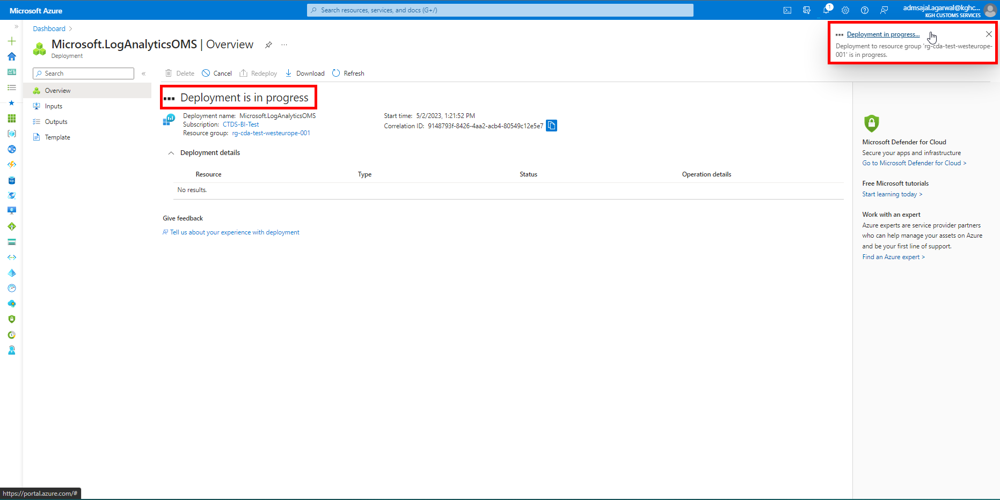 Microsoft Azure
Search resources, services, and docs (G+/)
1
admsajal.agarwal@kghc...
KGH CUSTOMS SERVICES
Dashboard >
Microsoft.LogAnalyticsOMS | Overview ...
Deployment
Deployment in progress...
Deployment to resource group 'rg-cda-test-westeurope-
001' is in progress.
Search «
Delete Cancel Redeploy Download Refresh
Overview
Inputs
Outputs
Template
Deployment is in progress
Deployment name: Microsoft.LogAnalyticsOMS
Subscription: CTDS-BI-Test
Resource group: rg-cda-test-westeurope-001
Start time: 5/2/2023, 1:21:52 PM
Correlation ID: 9148793f-8426-4aa2-acb4-80549c12e5e7
Deployment details
Resource Type Status Operation details
No results.
Give feedback
Tell us about your experience with deployment
Microsoft Defender for Cloud
Secure your apps and infrastructure
Go to Microsoft Defender for Cloud >
Free Microsoft tutorials
Start learning today >
Work with an expert
Azure experts are service provider partners
who can help manage your assets on Azure
and be your first line of support.
Find an Azure expert >
https://portal.azure.com/#